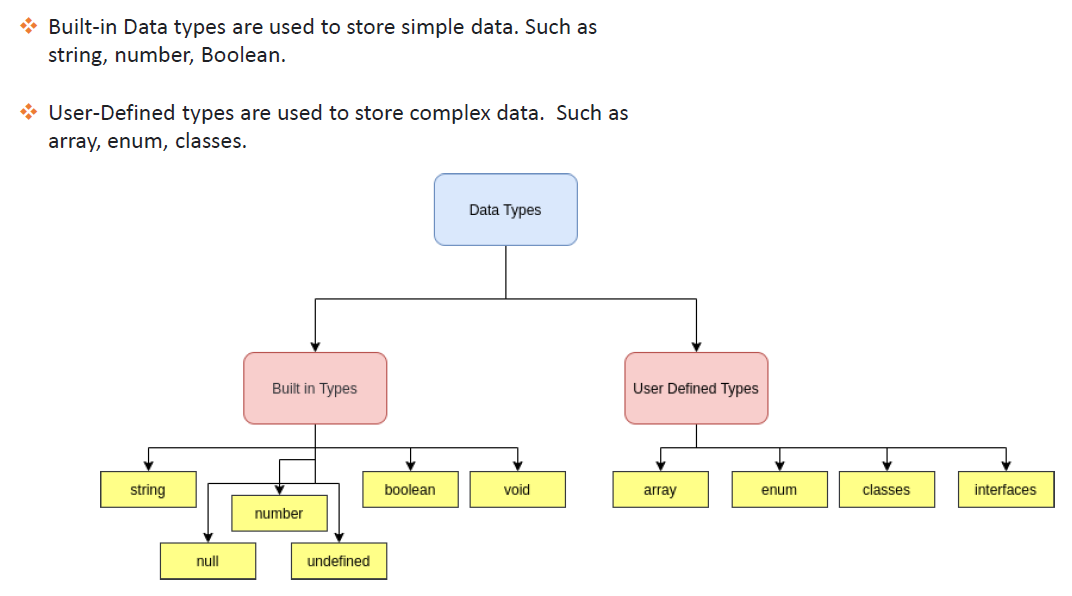 Built-in Data types are used to store simple data. Such as
string, number, Boolean.
User-Defined types are used to store complex data.  Such as
array, enum, classes.
Data Types
Built in Types
User Defined Types
string
number
boolean
void
array
enum
classes
interfaces
null
undefined